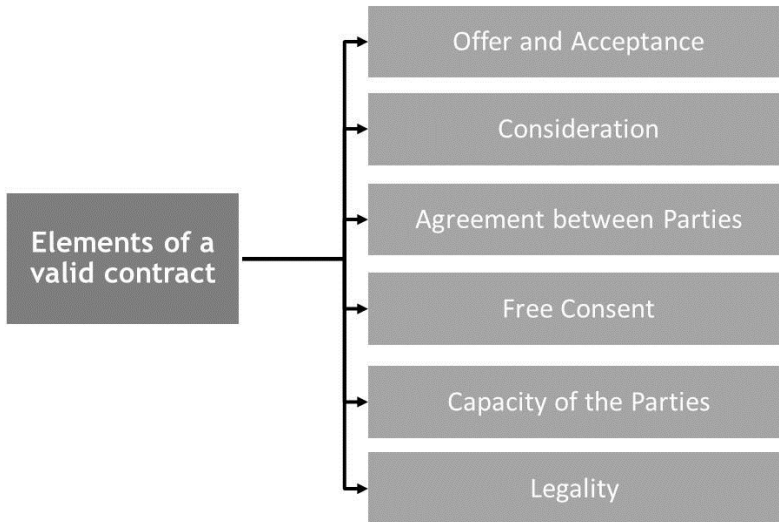 Elements of a
valid contract
Offer and Acceptance
Consideration
Agreement between Parties
Free Consent
Capacity of the Parties
Legality